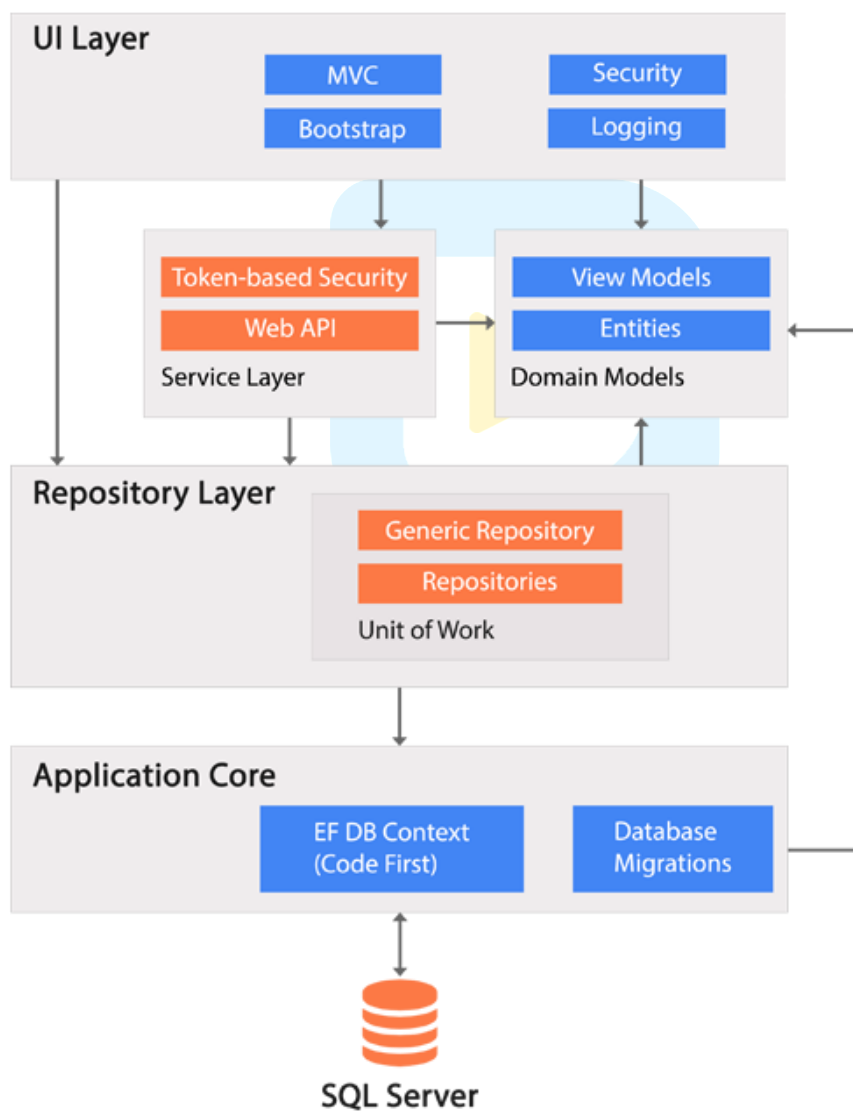 UI Layer
MVC
Security
Bootstrap
Logging
Token-based Security
View Models
Web API
Entities
Service Layer
Domain Models
Repository Layer
Generic Repository
Repositories
Unit of Work
Application Core
EF DB Context
(Code First)
Database
Migrations
SQL Server